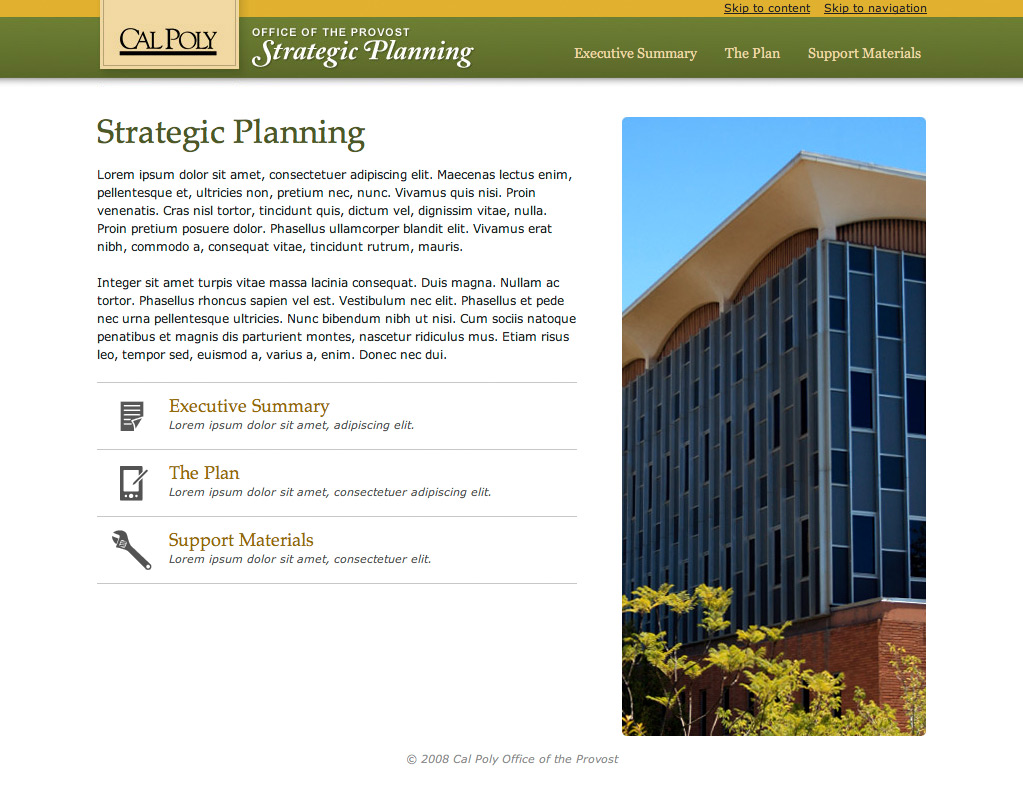 Skip to content Skip to navigation
CAL POLY
OFFICE OF THE PROVOST
Strategic Planning
Executive Summary The Plan Support Materials
Strategic Planning
Lorem ipsum dolor sit amet, consectetuer adipiscing elit. Maecenas lectus enim,
pellentesque et, ultricies non, pretium nec, nunc. Vivamus quis nisi. Proin
venenatis. Cras nisl tortor, tincidunt quis, dictum vel, dignissim vitae, nulla.
Proin pretium posuere dolor. Phasellus ullamcorper blandit elit. Vivamus erat
nibh, commodo a, consequat vitae, tincidunt rutrum, mauris.
Integer sit amet turpis vitae massa lacinia consequat. Duis magna. Nullam ac
tortor. Phasellus rhoncus sapien vel est. Vestibulum nec elit. Phasellus et pede
nec urna pellentesque ultricies. Nunc bibendum nibh ut nisi. Cum sociis natoque
penatibus et magnis dis parturient montes, nascetur ridiculus mus. Etiam risus
leo, tempor sed, euismod a, varius a, enim. Donec nec dui.
Executive Summary
Lorem ipsum dolor sit amet, adipiscing elit.
The Plan
Lorem ipsum dolor sit amet, consectetuer adipiscing elit.
Support Materials
Lorem ipsum dolor sit amet, consectetuer elit.
© 2008 Cal Poly Office of the Provost